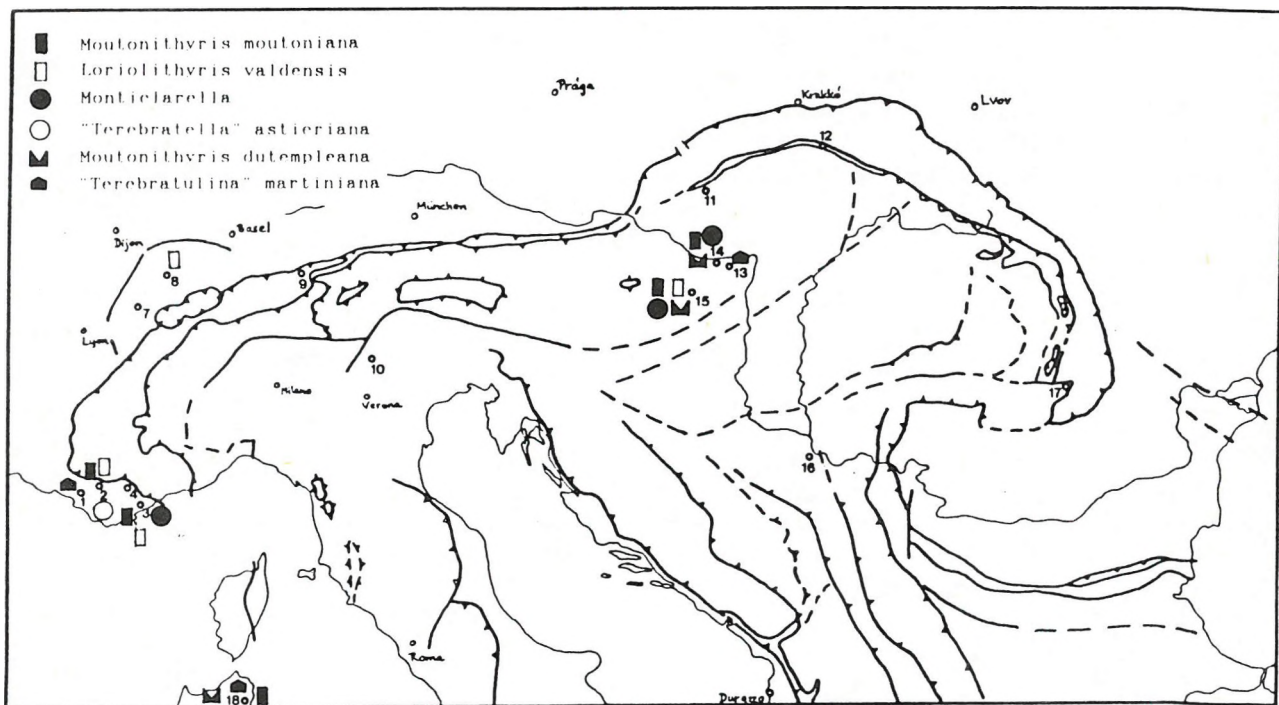 Moutonithyris moutoniana
Loriolithyris valdensis
Monticlarella
"Terebratella" astieriana
Moutonithyris dutempleana
"Terebratulina" martiniana
Prága
Krakkó
Lvov
12
11
München
Basel
Dijon
14
13
8
9
15
7
Lyon
10
Milano
Verona
17
16
1
2
4
3
Roma
18
Durazzo